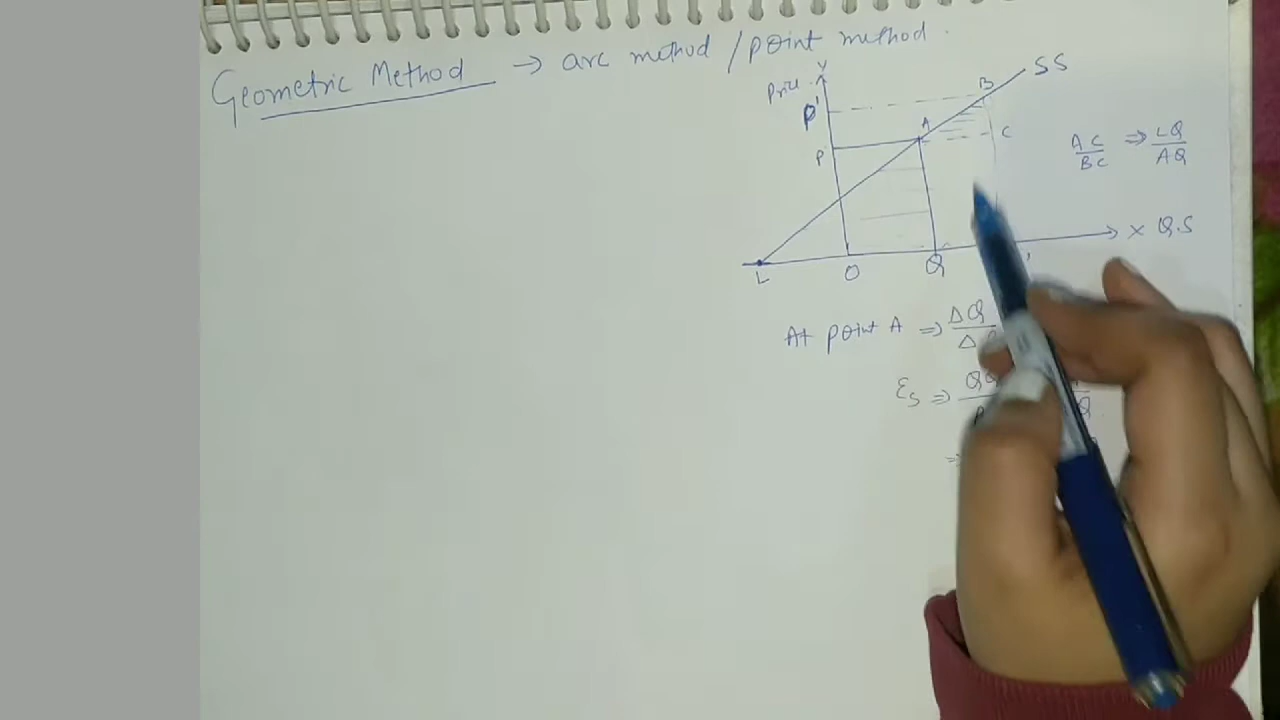 Geometric Method → arc method / point method.
Y
Price
SS
P'
B
A
C
P
AC/BC ⇒ LQ/AQ
L
O
Q
X Q.S
At point A ⇒ ΔQ/Δ
Es ⇒